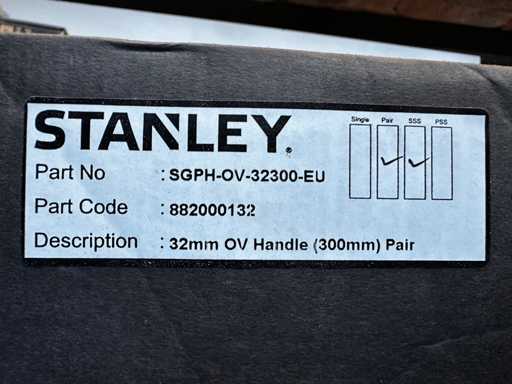 STANLEY.
Single Pair SSS PSS
Part No : SGPH-OV-32300-EU
Part Code : 882000132
Description : 32mm OV Handle (300mm) Pair